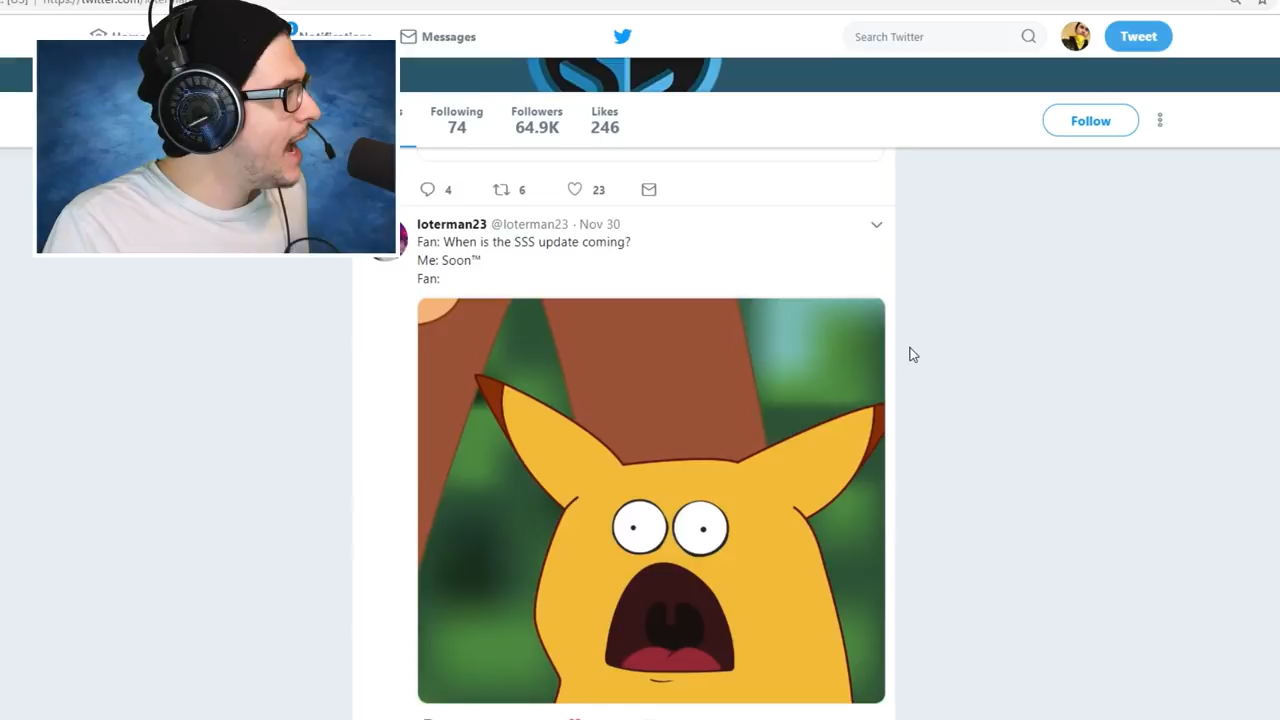 Messages
Search Twitter
Tweet
Following
74
Followers
64.9K
Likes
246
Follow
4
6
23
loterman23 @loterman23 · Nov 30
Fan: When is the SSS update coming?
Me: Soon™
Fan: